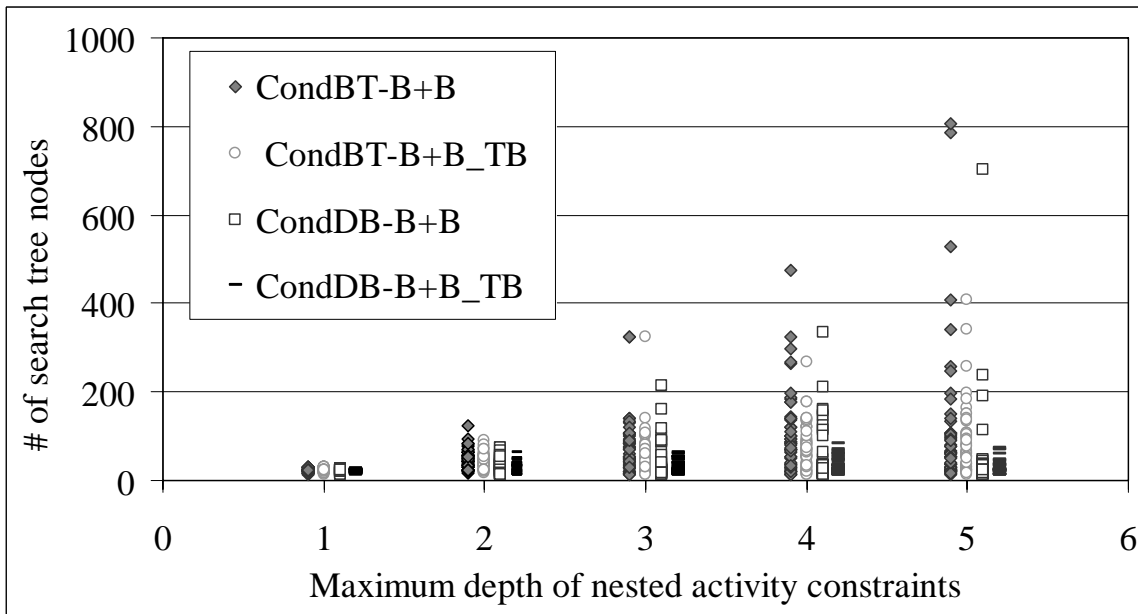 1000
800
600
400
200
0
# of search tree nodes
CondBT-B+B
CondBT-B+B_TB
CondDB-B+B
CondDB-B+B_TB
0 1 2 3 4 5 6
Maximum depth of nested activity constraints